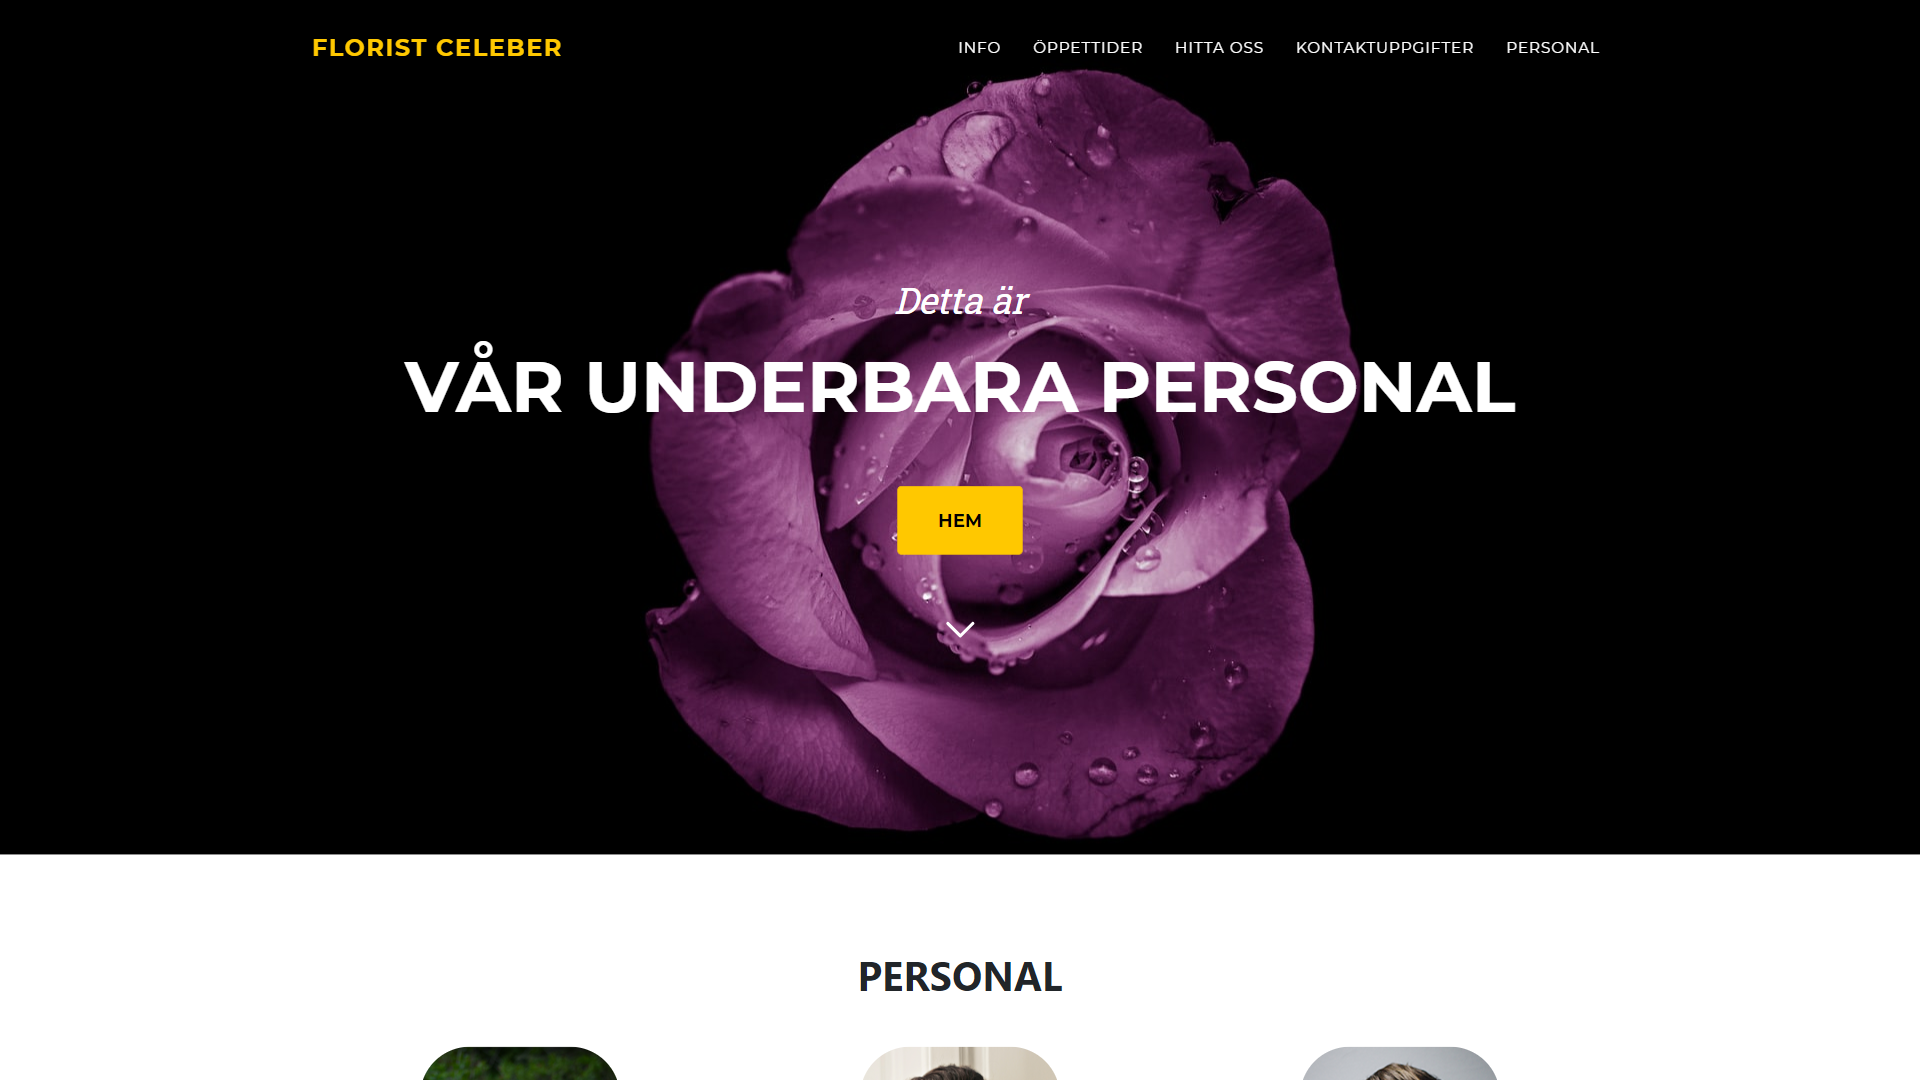 FLORIST CELEBER
INFO ÖPPETTIDER HITTA OSS KONTAKTUPPGIFTER PERSONAL
Detta är
VÅR UNDERBARA PERSONAL
HEM
PERSONAL